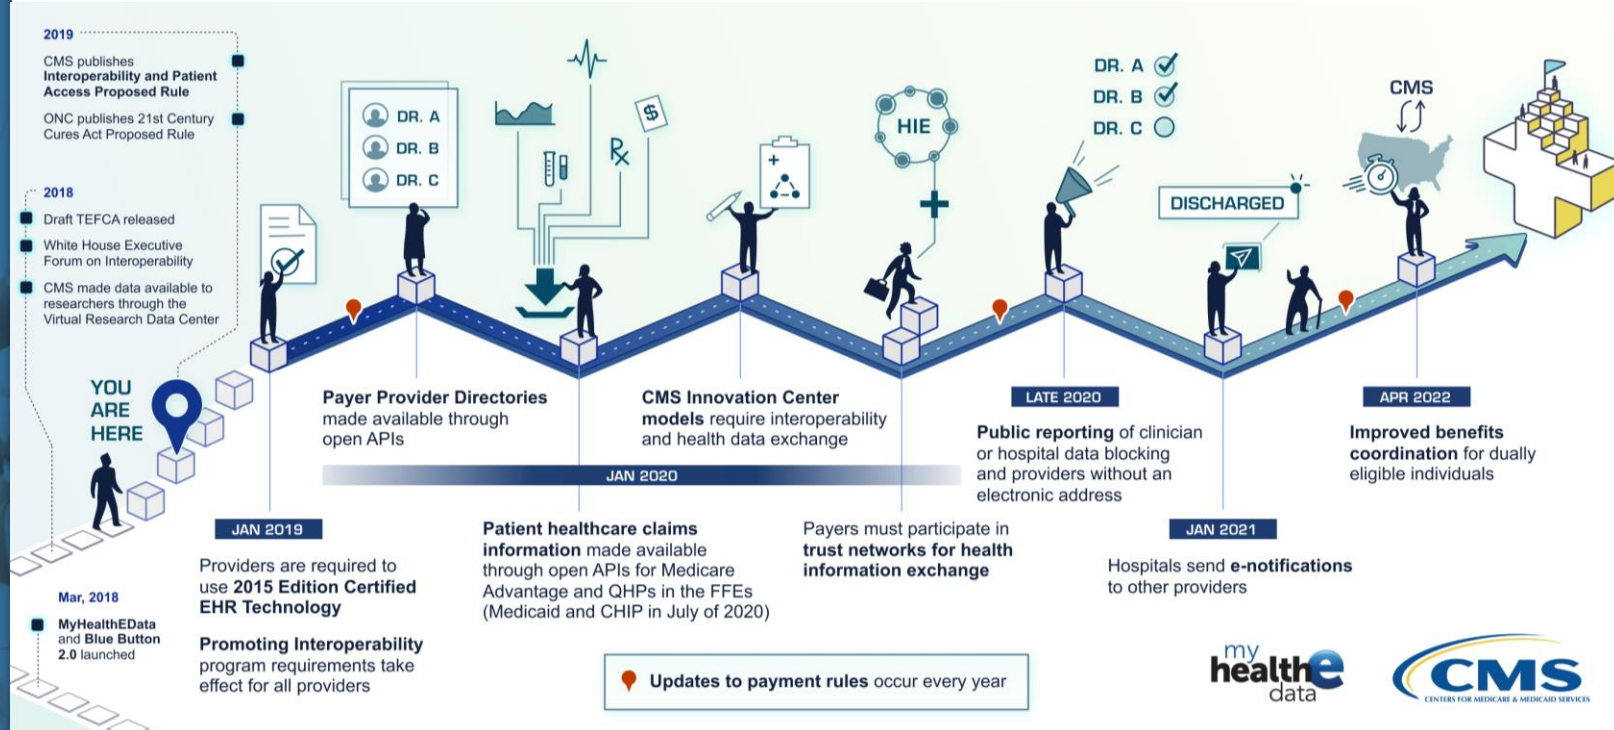 2019
CMS publishes
Interoperability and Patient
Access Proposed Rule
ONC publishes 21st Century
Cures Act Proposed Rule
2018
Draft TEFCA released
White House Executive
Forum on Interoperability
CMS made data available to
researchers through the
Virtual Research Data Center
YOU
ARE
HERE
Mar, 2018
MyHealthEData
and Blue Button
2.0 launched
JAN 2019
Providers are required to
use 2015 Edition Certified
EHR Technology
Promoting Interoperability
program requirements take
effect for all providers
DR. A
DR. B
DR. C
Payer Provider Directories
made available through
open APIs
$
Rx
JAN 2020
Patient healthcare claims
information made available
through open APIs for Medicare
Advantage and QHPs in the FFEs
(Medicaid and CHIP in July of 2020)
CMS Innovation Center
models require interoperability
and health data exchange
HIE
Payers must participate in
trust networks for health
information exchange
DR. A
DR. B
DR. C
LATE 2020
Public reporting of clinician
or hospital data blocking
and providers without an
electronic address
DISCHARGED
JAN 2021
Hospitals send e-notifications
to other providers
CMS
APR 2022
Improved benefits
coordination for dually
eligible individuals
Updates to payment rules occur every year
my
healthe
data
CMS
CENTERS FOR MEDICARE & MEDICAID SERVICES